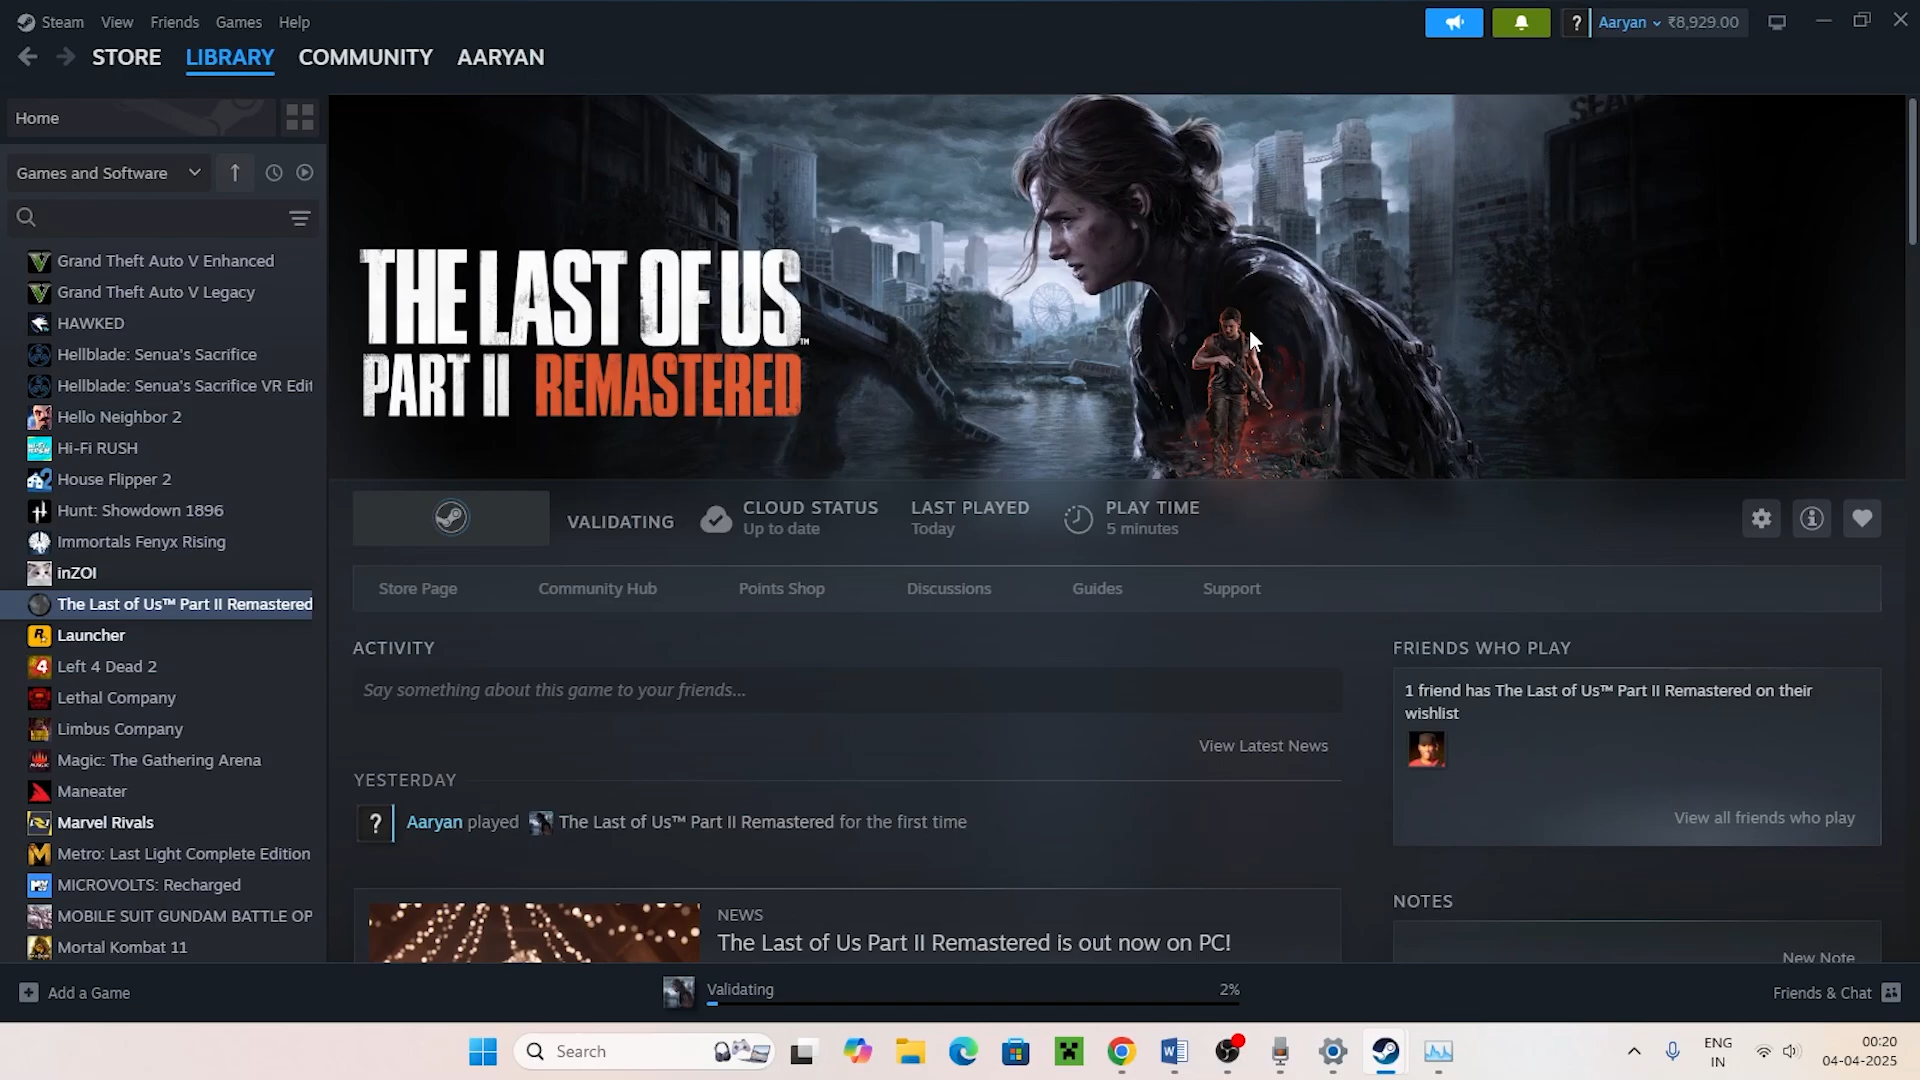 Steam View Friends Games Help
? Aaryan ₹8,929.00
STORE LIBRARY COMMUNITY AARYAN
Home
Games and Software
Grand Theft Auto V Enhanced
Grand Theft Auto V Legacy
HAWKED
Hellblade: Senua's Sacrifice
Hellblade: Senua's Sacrifice VR Edit
Hello Neighbor 2
Hi-Fi RUSH
House Flipper 2
Hunt: Showdown 1896
Immortals Fenyx Rising
inZOI
The Last of Us™ Part II Remastered
Launcher
Left 4 Dead 2
Lethal Company
Limbus Company
Magic: The Gathering Arena
Maneater
Marvel Rivals
Metro: Last Light Complete Edition
MICROVOLTS: Recharged
MOBILE SUIT GUNDAM BATTLE OP
Mortal Kombat 11
Add a Game
THE LAST OF US™
PART II REMASTERED
VALIDATING
CLOUD STATUS
Up to date
LAST PLAYED
Today
PLAY TIME
5 minutes
Store Page Community Hub Points Shop Discussions Guides Support
ACTIVITY
Say something about this game to your friends...
View Latest News
YESTERDAY
? Aaryan played The Last of Us™ Part II Remastered for the first time
NEWS
The Last of Us Part II Remastered is out now on PC!
FRIENDS WHO PLAY
1 friend has The Last of Us™ Part II Remastered on their
wishlist
View all friends who play
NOTES
New Note
Validating 2%
Friends & Chat
Search
ENG
IN
00:20
04-04-2025